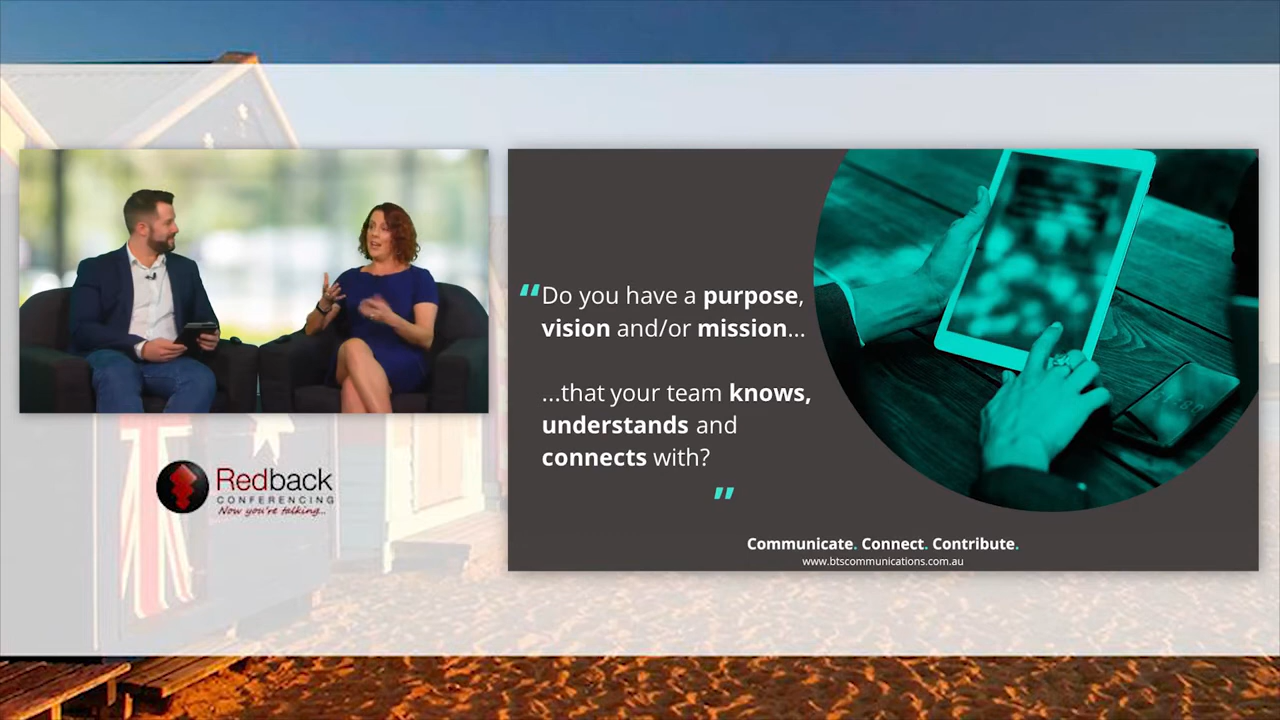 Redback
CONFERENCING
Now you're talking..
“Do you have a purpose,
vision and/or mission...
...that your team knows,
understands and
connects with?
”
Communicate. Connect. Contribute.
www.btscommunications.com.au